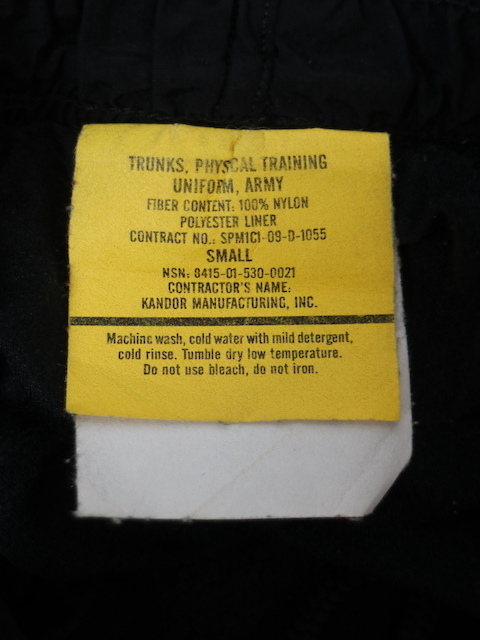 TRUNKS, PHYSICAL TRAINING
UNIFORM, ARMY
FIBER CONTENT: 100% NYLON
POLYESTER LINER
CONTRACT NO.: SPM1C1-09-D-1055
SMALL
NSN: 8415-01-530-0021
CONTRACTOR'S NAME:
KANDOR MANUFACTURING, INC.
Machine wash, cold water with mild detergent,
cold rinse. Tumble dry low temperature.
Do not use bleach, do not iron.